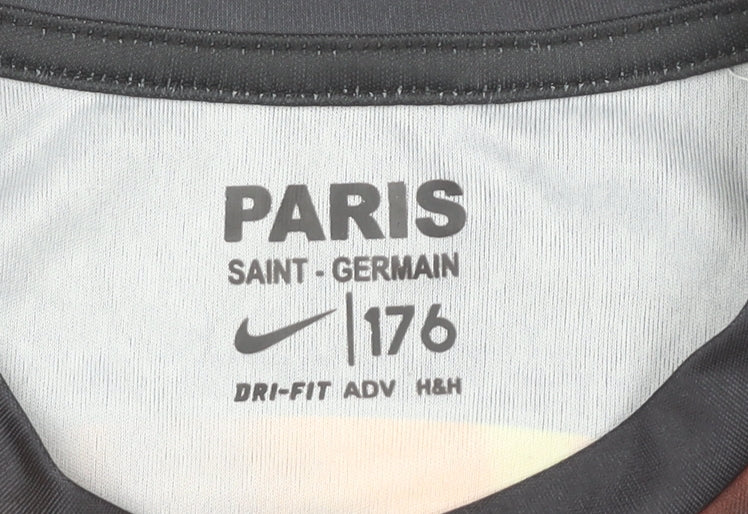 PARIS
SAINT - GERMAIN
|176
DRI-FIT ADV H&H